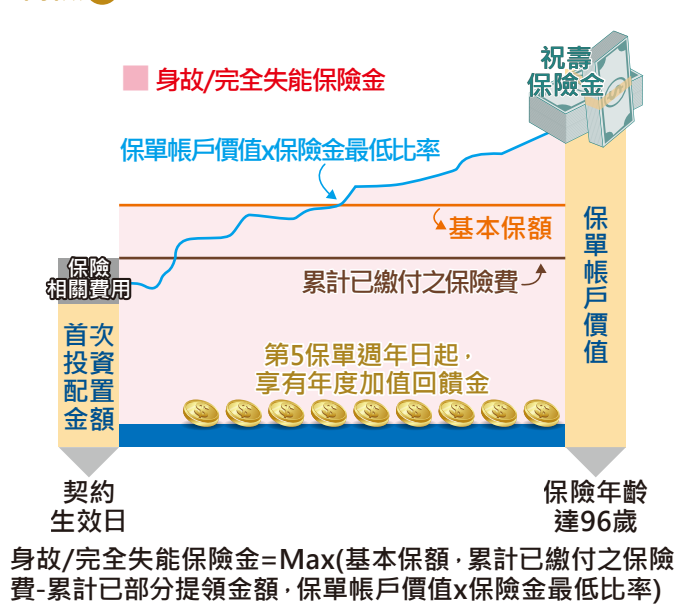 身故/完全失能保險金
祝壽
保險金
保單帳戶價值x保險金最低比率
基本保額
保險
相關費用
累計已繳付之保險費
保單帳戶價值
首次
投資
配置
金額
第5保單週年日起，
享有年度加值回饋金
契約
生效日
保險年齡
達96歲
身故/完全失能保險金=Max(基本保額，累計已繳付之保險
費-累計已部分提領金額，保單帳戶價值x保險金最低比率)